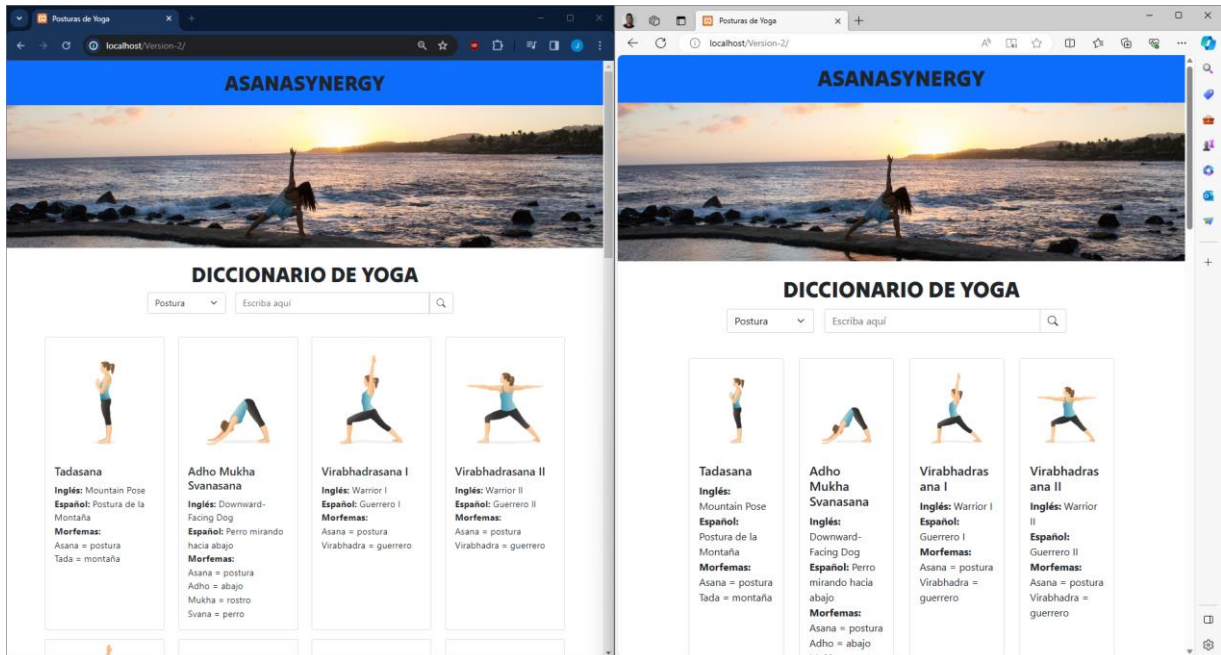 Posturas de Yoga
localhost/Version-2/
ASANASYNERGY
DICCIONARIO DE YOGA
Postura
Escriba aquí
Tadasana
Inglés: Mountain Pose
Español: Postura de la
Montaña
Morfemas:
Asana = postura
Tada = montaña
Adho Mukha
Svanasana
Inglés: Downward-
Facing Dog
Español: Perro mirando
hacia abajo
Morfemas:
Asana = postura
Adho = abajo
Mukha = rostro
Svana = perro
Virabhadrasana I
Inglés: Warrior I
Español: Guerrero I
Morfemas:
Asana = postura
Virabhadra = guerrero
Virabhadrasana II
Inglés: Warrior II
Español: Guerrero II
Morfemas:
Asana = postura
Virabhadra = guerrero
Posturas de Yoga
localhost/Version-2/
ASANASYNERGY
DICCIONARIO DE YOGA
Postura
Escriba aquí
Tadasana
Inglés:
Mountain Pose
Español:
Postura de la
Montaña
Morfemas:
Asana = postura
Tada = montaña
Adho
Mukha
Svanasana
Inglés:
Downward-
Facing Dog
Español: Perro
mirando hacia
abajo
Morfemas:
Asana = postura
Adho = abajo
Virabhadras
ana I
Inglés: Warrior I
Español:
Guerrero I
Morfemas:
Asana = postura
Virabhadra =
guerrero
Virabhadras
ana II
Inglés: Warrior
II
Español:
Guerrero II
Morfemas:
Asana = postura
Virabhadra =
guerrero